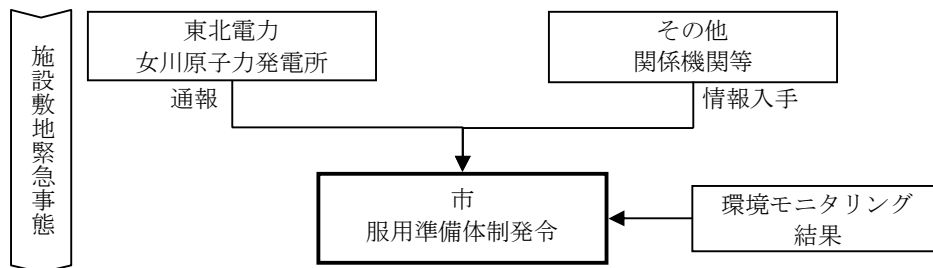 施設敷地緊急事態
東北電力
女川原子力発電所
その他
関係機関等
通報
情報入手
市
服用準備体制発令
環境モニタリング
結果